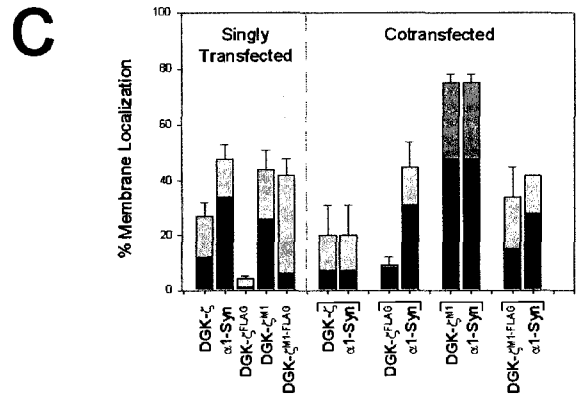 C
Singly
Transfected
Cotransfected
% Membrane Localization
100
80
60
40
20
0
DGK-ζ
α1-Syn
DGK-ζFLAG
DGK-ζM1
DGK-ζM1-FLAG
DGK-ζ
α1-Syn
DGK-ζFLAG
α1-Syn
DGK-ζM1
α1-Syn
DGK-ζM1-FLAG
α1-Syn